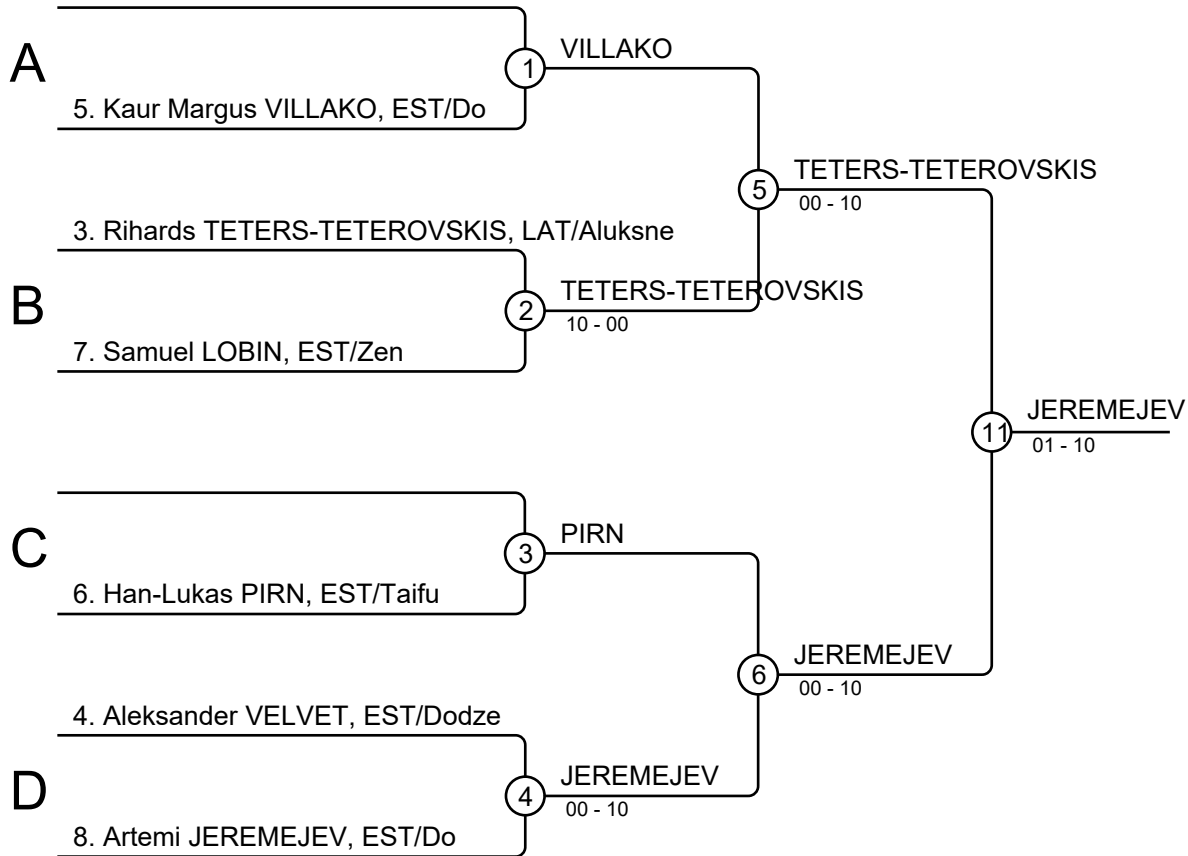 A
1
VILLAKO
5. Kaur Margus VILLAKO, EST/Do
5
TETERS-TETEROVSKIS
00 - 10
3. Rihards TETERS-TETEROVSKIS, LAT/Aluksne
B
2
TETERS-TETEROVSKIS
10 - 00
7. Samuel LOBIN, EST/Zen
11
JEREMEJEV
01 - 10
C
3
PIRN
6. Han-Lukas PIRN, EST/Taifu
6
JEREMEJEV
00 - 10
4. Aleksander VELVET, EST/Dodze
D
4
JEREMEJEV
00 - 10
8. Artemi JEREMEJEV, EST/Do